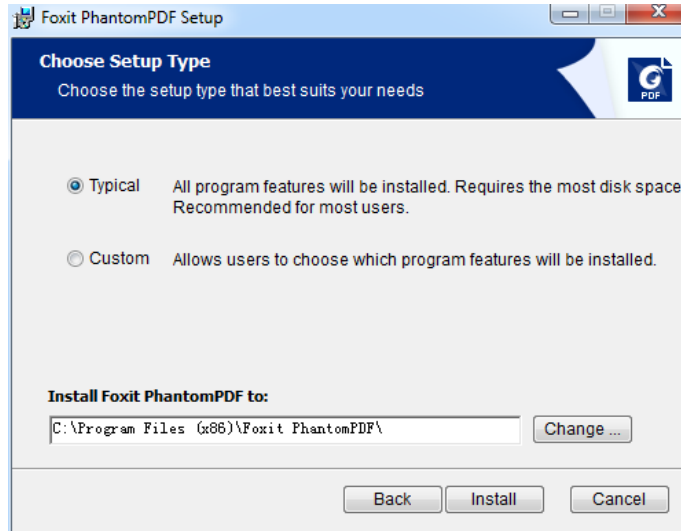 Foxit PhantomPDF Setup
Choose Setup Type
Choose the setup type that best suits your needs
G
PDF
Typical
All program features will be installed. Requires the most disk space
Recommended for most users.
Custom
Allows users to choose which program features will be installed.
Install Foxit PhantomPDF to:
C:\Program Files (x86)\Foxit PhantomPDF\
Change ...
Back
Install
Cancel